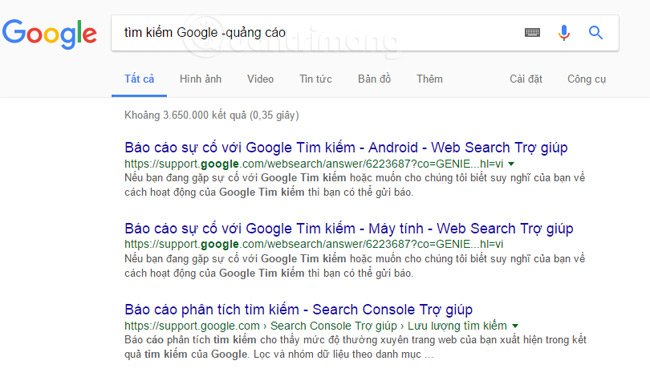 Google
tìm kiếm Google -quảng cáo
Tất cả Hình ảnh Video Tin tức Bản đồ Thêm Cài đặt Công cụ
Khoảng 3.650.000 kết quả (0,35 giây)
Báo cáo sự cố với Google Tìm kiếm - Android - Web Search Trợ giúp
https://support.google.com/websearch/answer/6223687?co=GENIE...hl=vi
Nếu bạn đang gặp sự cố với Google Tìm kiếm hoặc muốn cho chúng tôi biết suy nghĩ của bạn về
cách hoạt động của Google Tìm kiếm thì bạn có thể gửi báo.
Báo cáo sự cố với Google Tìm kiếm - Máy tính - Web Search Trợ giúp
https://support.google.com/websearch/answer/6223687?co=GENIE...hl=vi
Nếu bạn đang gặp sự cố với Google Tìm kiếm hoặc muốn cho chúng tôi biết suy nghĩ của bạn về
cách hoạt động của Google Tìm kiếm thì bạn có thể gửi báo.
Báo cáo phân tích tìm kiếm - Search Console Trợ giúp
https://support.google.com › Search Console Trợ giúp › Lưu lượng tìm kiếm
Báo cáo phân tích tìm kiếm cho thấy mức độ thường xuyên trang web của bạn xuất hiện trong kết
quả tìm kiếm của Google. Lọc và nhóm dữ liệu theo danh mục ...